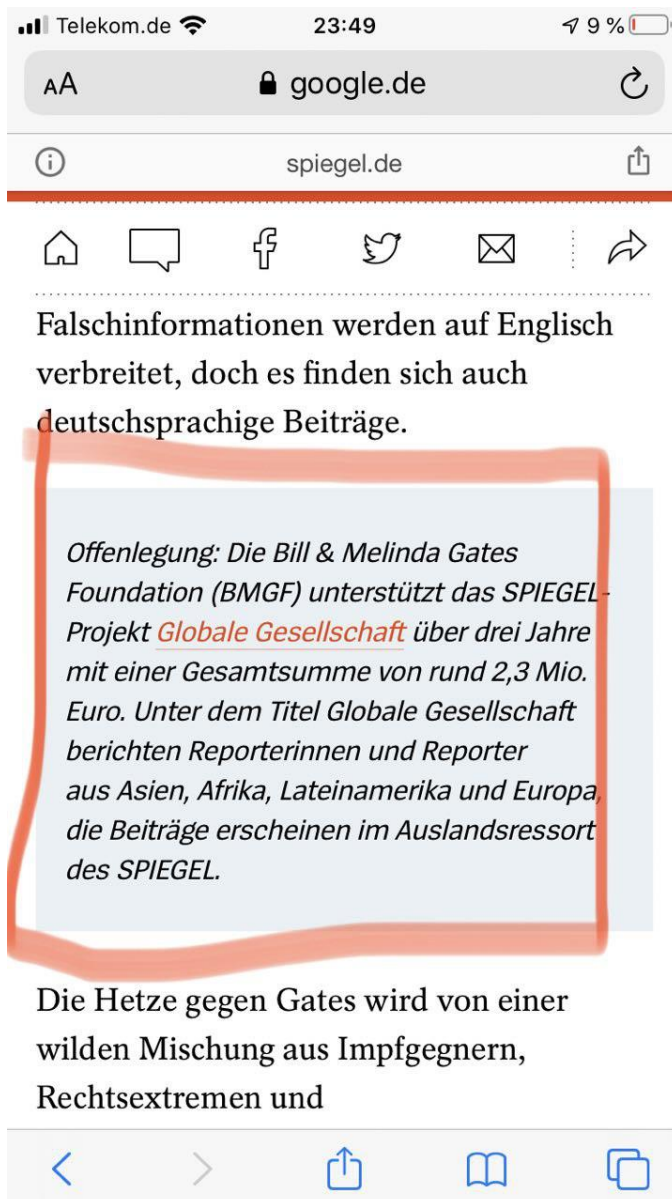 Telekom.de 23:49 9 %
AA google.de
spiegel.de
Falschinformationen werden auf Englisch
verbreitet, doch es finden sich auch
deutschsprachige Beiträge.
Offenlegung: Die Bill & Melinda Gates
Foundation (BMGF) unterstützt das SPIEGEL-
Projekt Globale Gesellschaft über drei Jahre
mit einer Gesamtsumme von rund 2,3 Mio.
Euro. Unter dem Titel Globale Gesellschaft
berichten Reporterinnen und Reporter
aus Asien, Afrika, Lateinamerika und Europa,
die Beiträge erscheinen im Auslandsressort
des SPIEGEL.
Die Hetze gegen Gates wird von einer
wilden Mischung aus Impfgegnern,
Rechtsextremen und